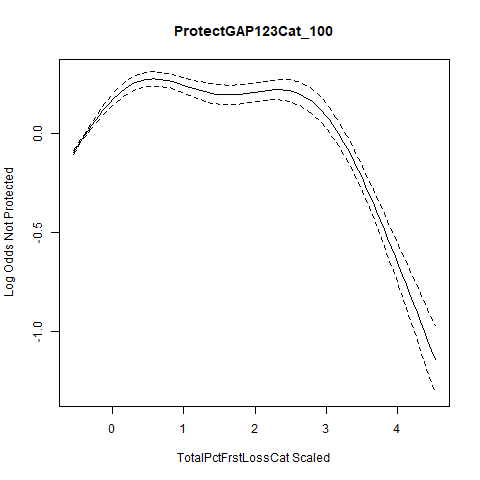 ProtectGAP123Cat_100
Log Odds Not Protected
0.0
-0.5
-1.0
0 1 2 3 4
TotalPctFrstLossCat Scaled